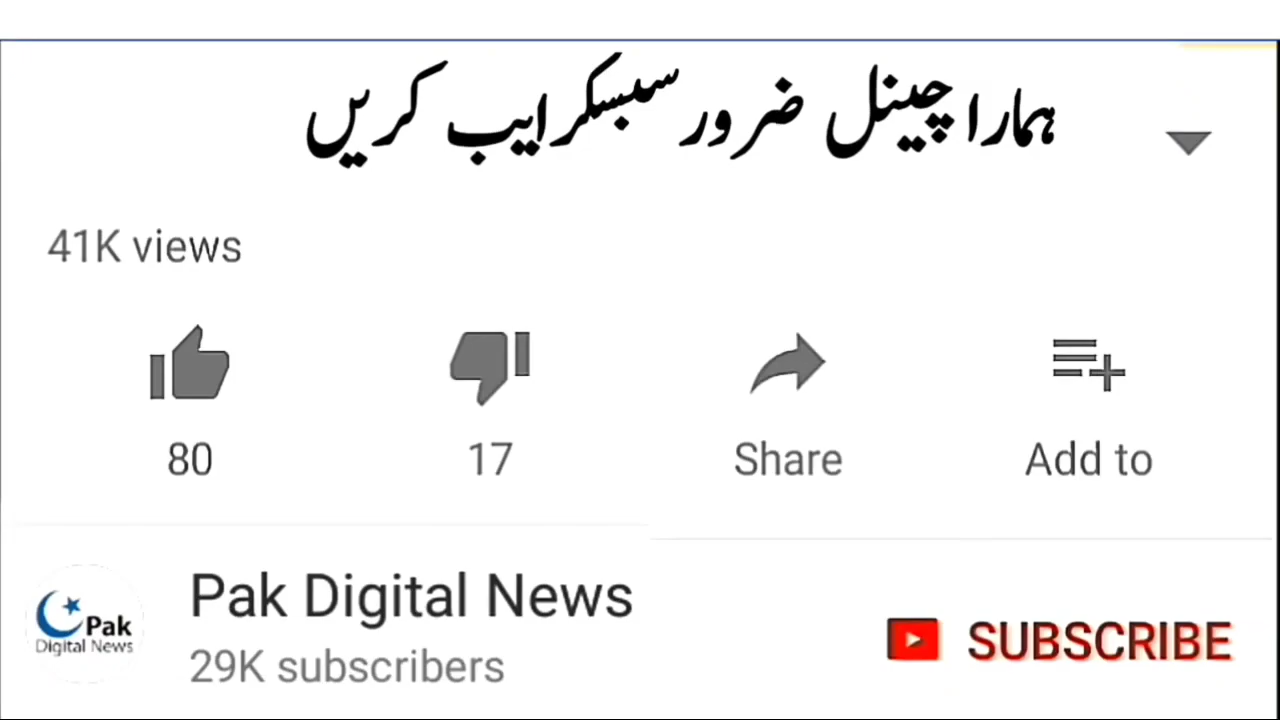 ہمارا چینل ضرور سبسکرایب کریں
41K views
80
17
Share
Add to
Pak Digital News
29K subscribers
Pak
Digital News
SUBSCRIBE